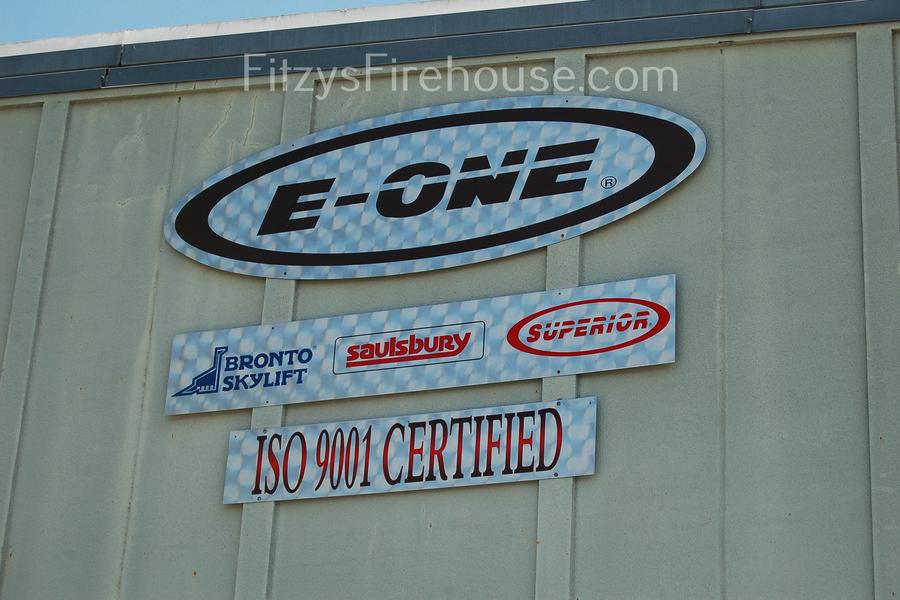 FitzysFirehouse.com
E-ONE®
BRONTO
SKYLIFT
saulsbury
SUPERIOR
ISO 9001 CERTIFIED